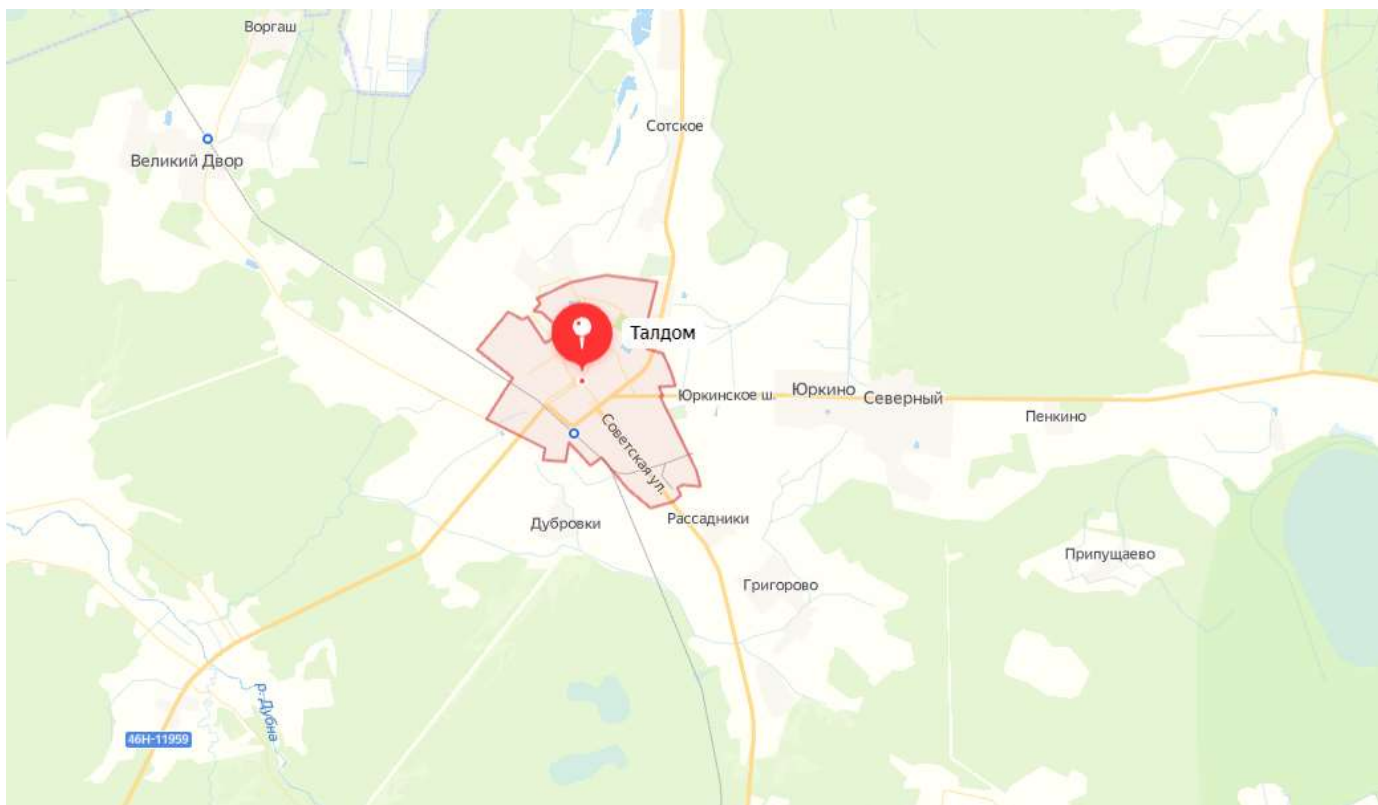 Воргаш
Сотское
Великий Двор
Талдом
Юркинское ш.
Юркино
Северный
Пенкино
Советская ул.
Рассадники
Дубровки
Припущаево
Григорово
р. Дубна
46Н-11959